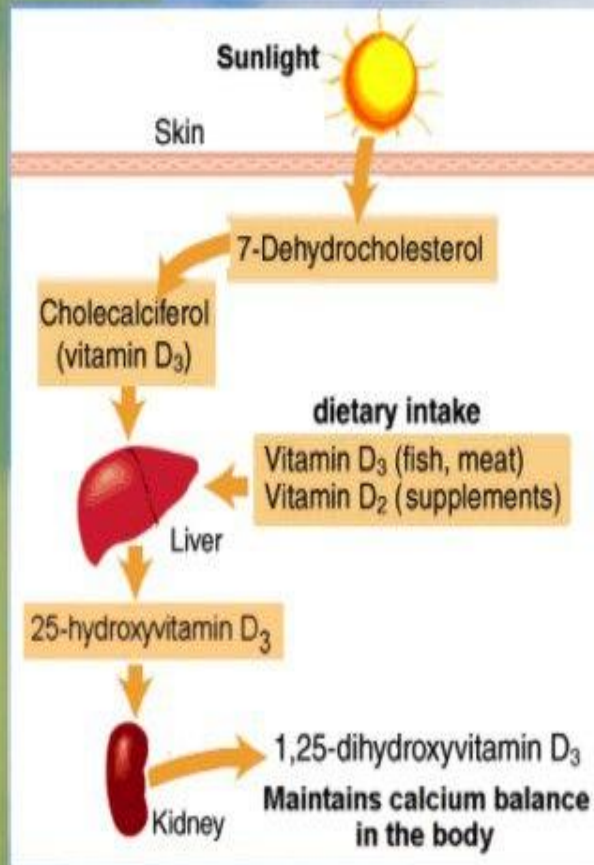 Sunlight
Skin
7-Dehydrocholesterol
Cholecalciferol
(vitamin D₃)
dietary intake
Vitamin D₃ (fish, meat)
Vitamin D₂ (supplements)
Liver
25-hydroxyvitamin D₃
1,25-dihydroxyvitamin D₃
Maintains calcium balance
in the body
Kidney